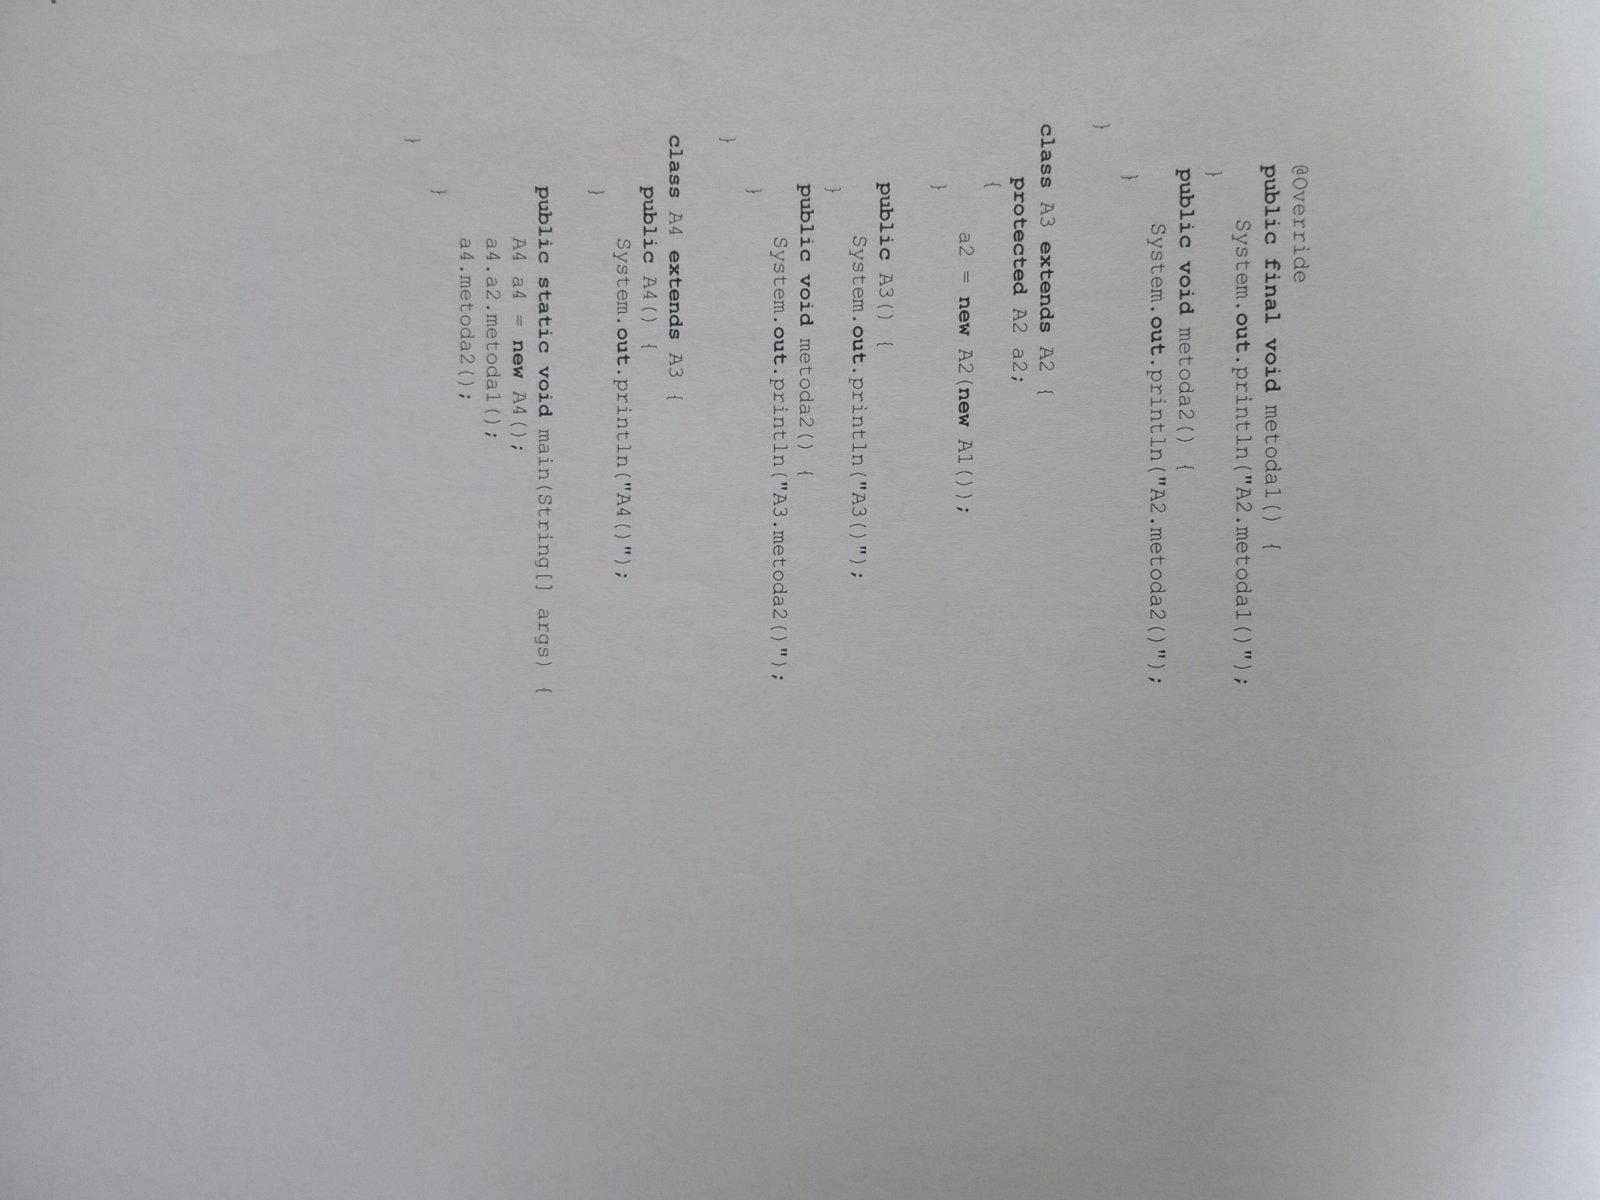 @Override
public final void metoda1() {
System.out.println("A2.metoda1()");
}
public void metoda2() {
System.out.println("A2.metoda2()");
}
}
class A3 extends A2 {
protected A2 a2;
{
a2 = new A2(new A1());
}
public A3() {
System.out.println("A3()");
}
public void metoda2() {
System.out.println("A3.metoda2()");
}
}
class A4 extends A3 {
public A4() {
System.out.println("A4()");
}
public static void main(String[] args) {
A4 a4 = new A4();
a4.a2.metoda1();
a4.metoda2();
}
}